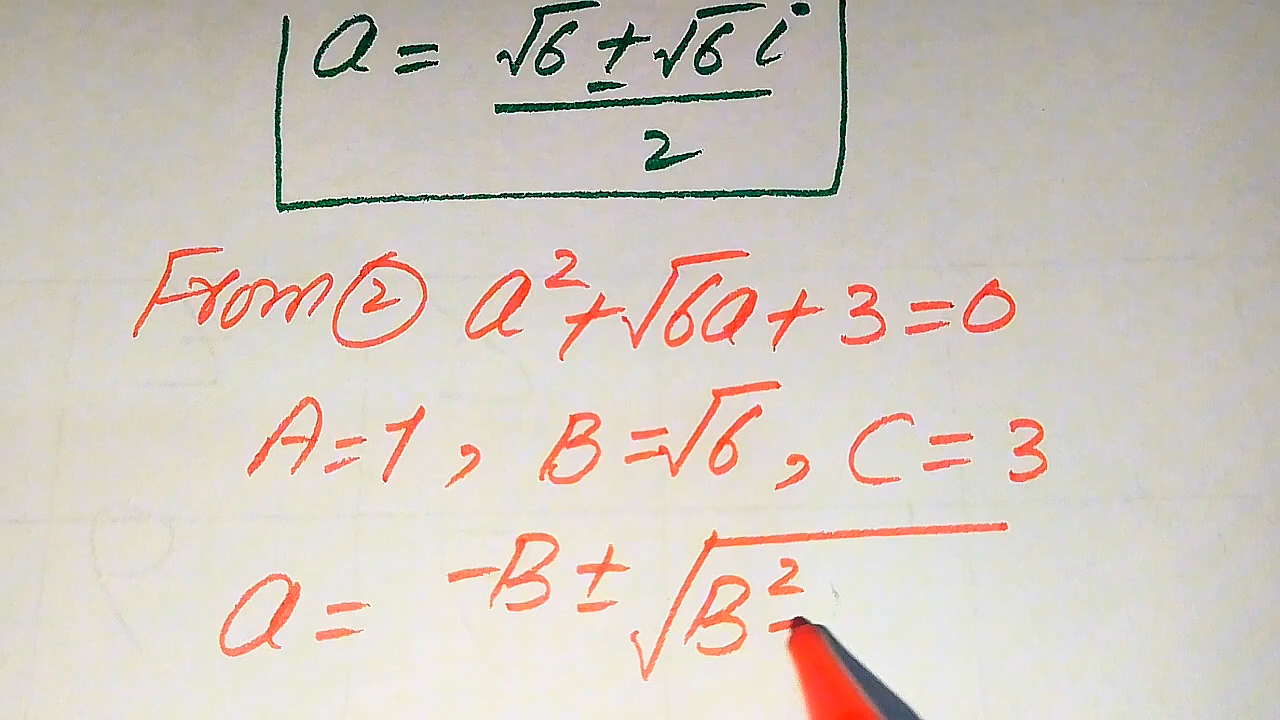 a = √6 ± √6 i / 2
From ② a² + √6a + 3 = 0
A = 1 , B = √6 , C = 3
a = -B ± √B² -